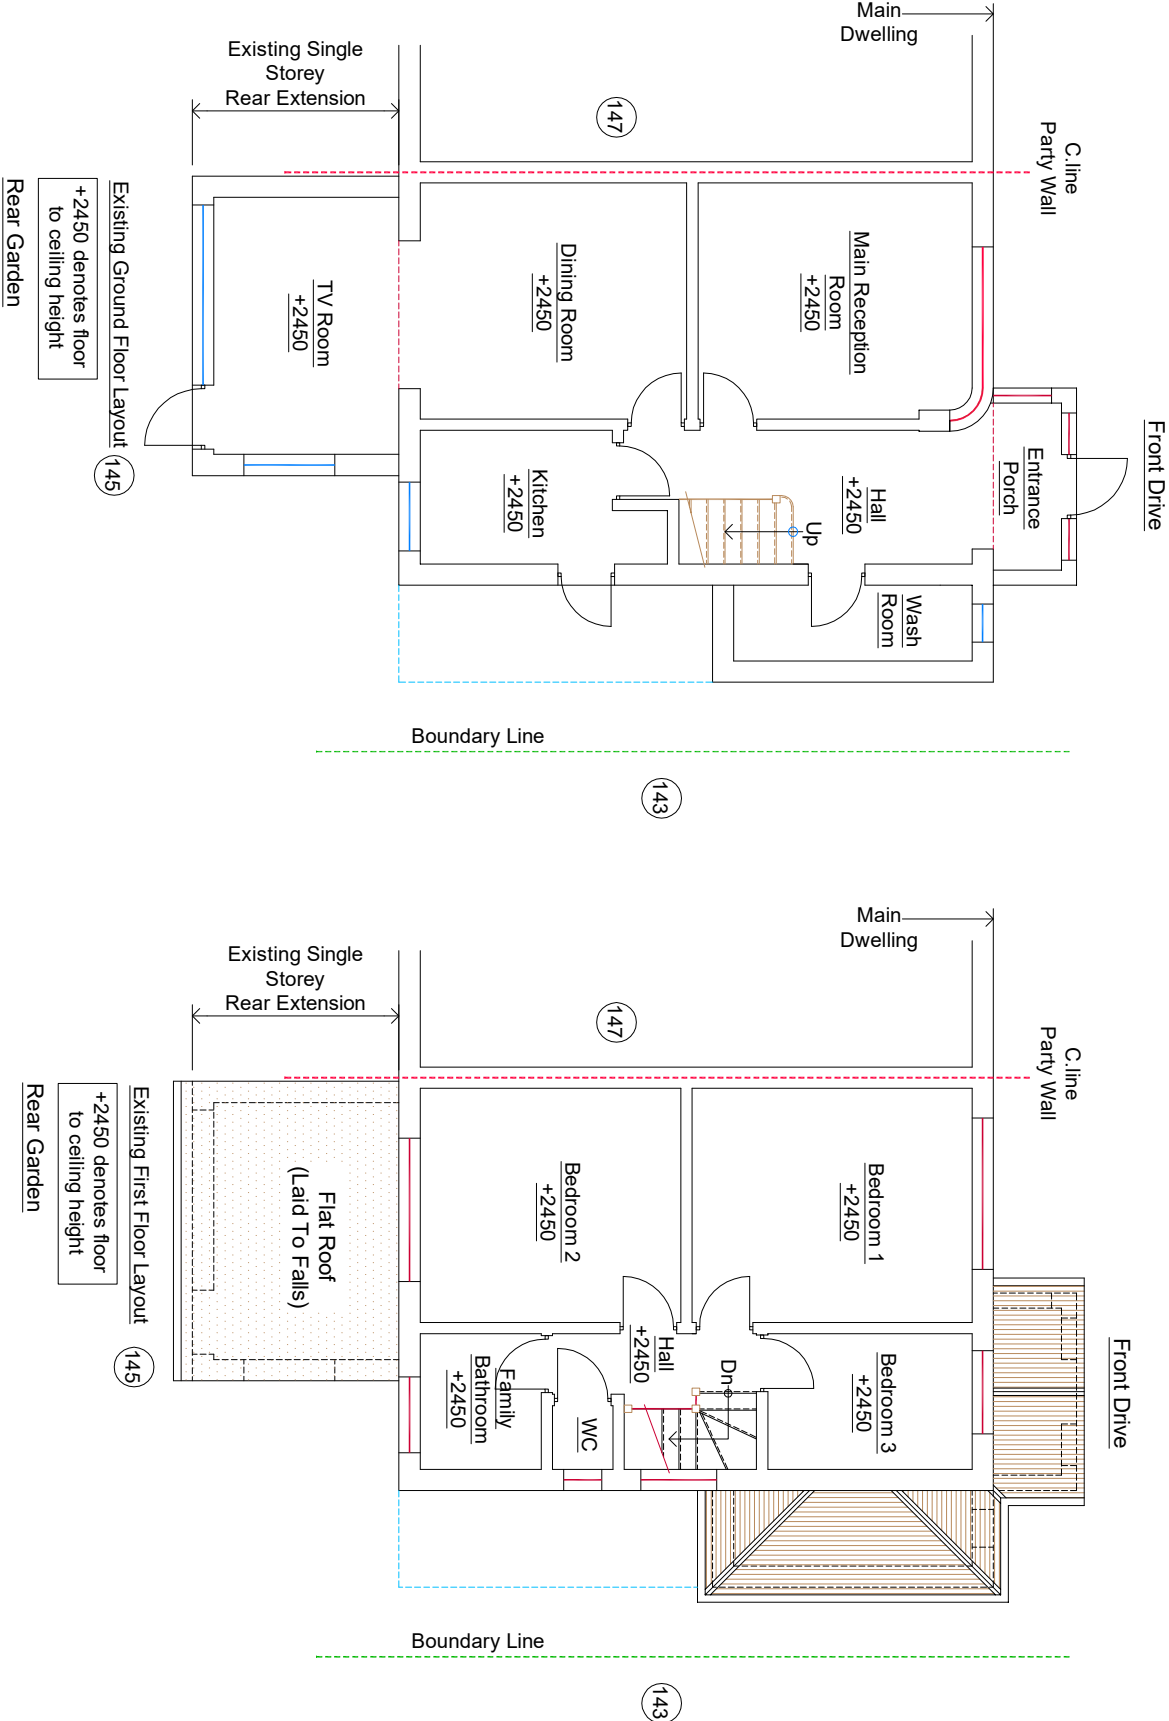 Main
Dwelling
Existing Single
Storey
Rear Extension
147
C.line
Party Wall
Main Reception
Room
+2450
Dining Room
+2450
TV Room
+2450
Existing Ground Floor Layout
145
+2450 denotes floor
to ceiling height
Rear Garden
Front Drive
Entrance
Porch
Hall
+2450
Kitchen
+2450
Up
Wash
Room
Boundary Line
143
Main
Dwelling
Existing Single
Storey
Rear Extension
147
C.line
Party Wall
Bedroom 1
+2450
Bedroom 2
+2450
Flat Roof
(Laid To Falls)
Existing First Floor Layout
145
+2450 denotes floor
to ceiling height
Rear Garden
Front Drive
Hall
+2450
Dn
Bedroom 3
+2450
Family
Bathroom
+2450
WC
Boundary Line
143